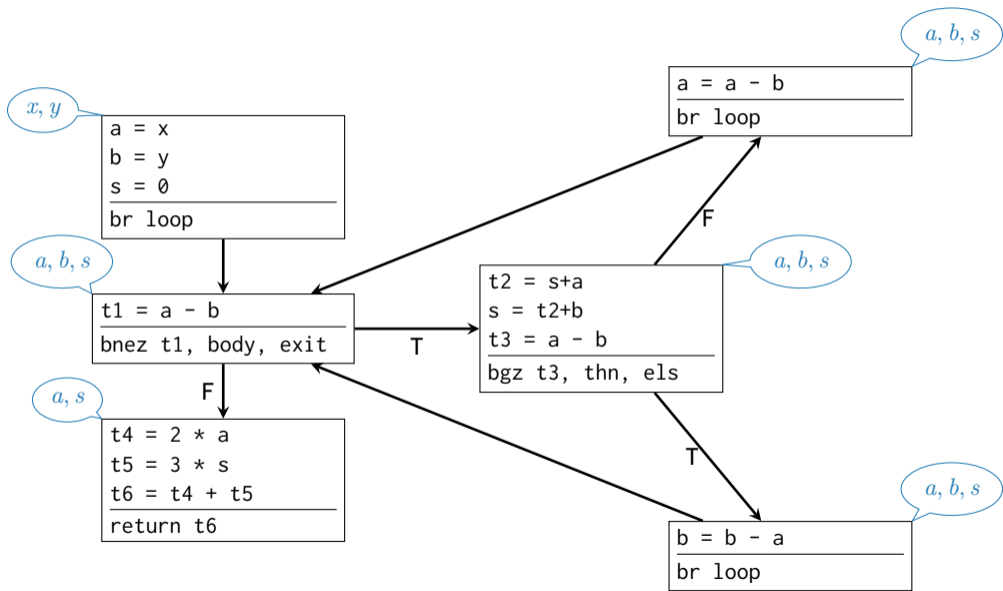 x, y
a = x
b = y
s = 0
br loop
a, b, s
t1 = a - b
bnez t1, body, exit
F
T
a, s
t4 = 2 * a
t5 = 3 * s
t6 = t4 + t5
return t6
a, b, s
a = a - b
br loop
F
a, b, s
t2 = s+a
s = t2+b
t3 = a - b
bgz t3, thn, els
T
a, b, s
b = b - a
br loop